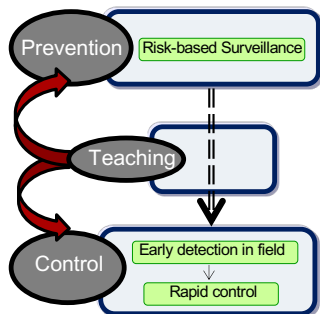 Prevention
Risk-based Surveillance
Teaching
Control
Early detection in field
Rapid control